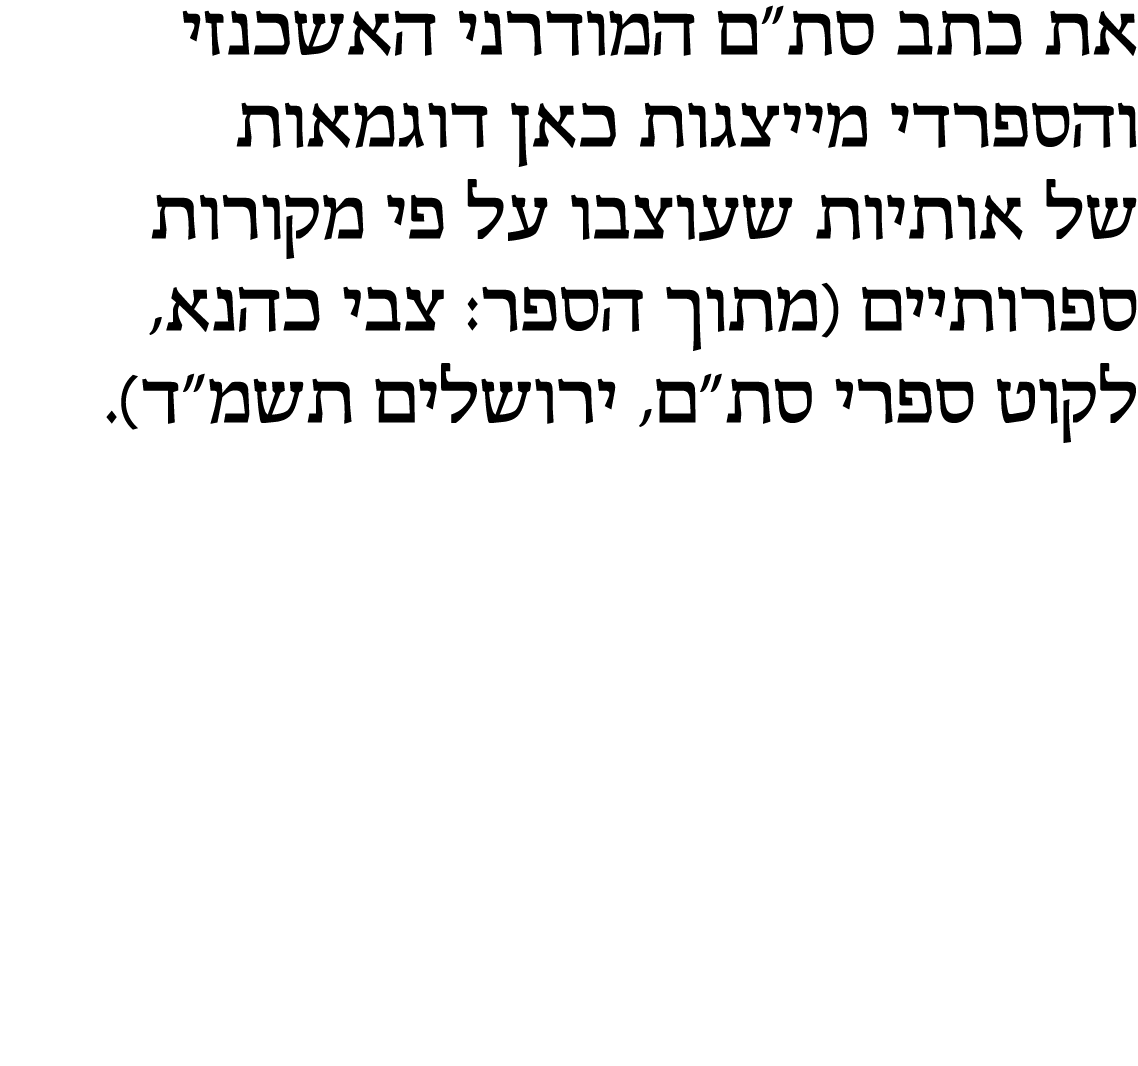 את כתב סת״ם המודרני האשכנזי
והספרדי מייצגות כאן דוגמאות
של אותיות שעוצבו על פי מקורות
ספרותיים (מתוך הספר: צבי כהנא,
לקוט ספרי סת״ם, ירושלים תשמ״ד).